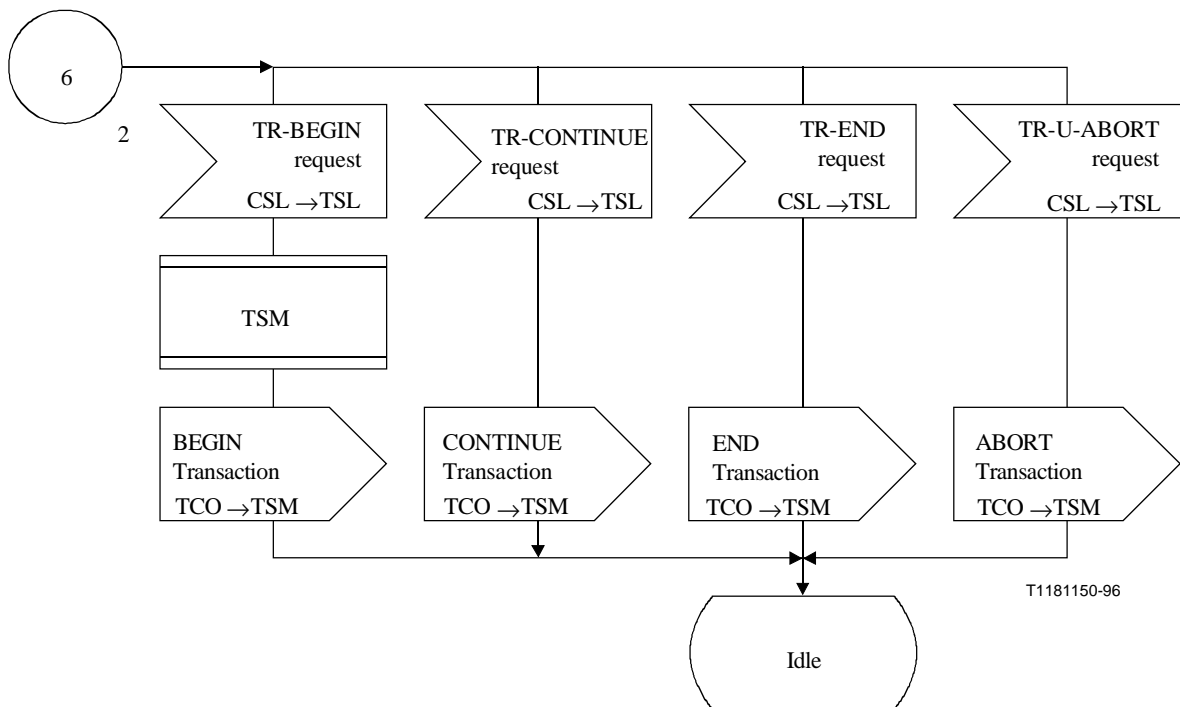 6
2
TR-BEGIN
request
CSL →TSL
TR-CONTINUE
request
CSL →TSL
TR-END
request
CSL →TSL
TR-U-ABORT
request
CSL →TSL
TSM
BEGIN
Transaction
TCO →TSM
CONTINUE
Transaction
TCO →TSM
END
Transaction
TCO →TSM
ABORT
Transaction
TCO →TSM
T1181150-96
Idle